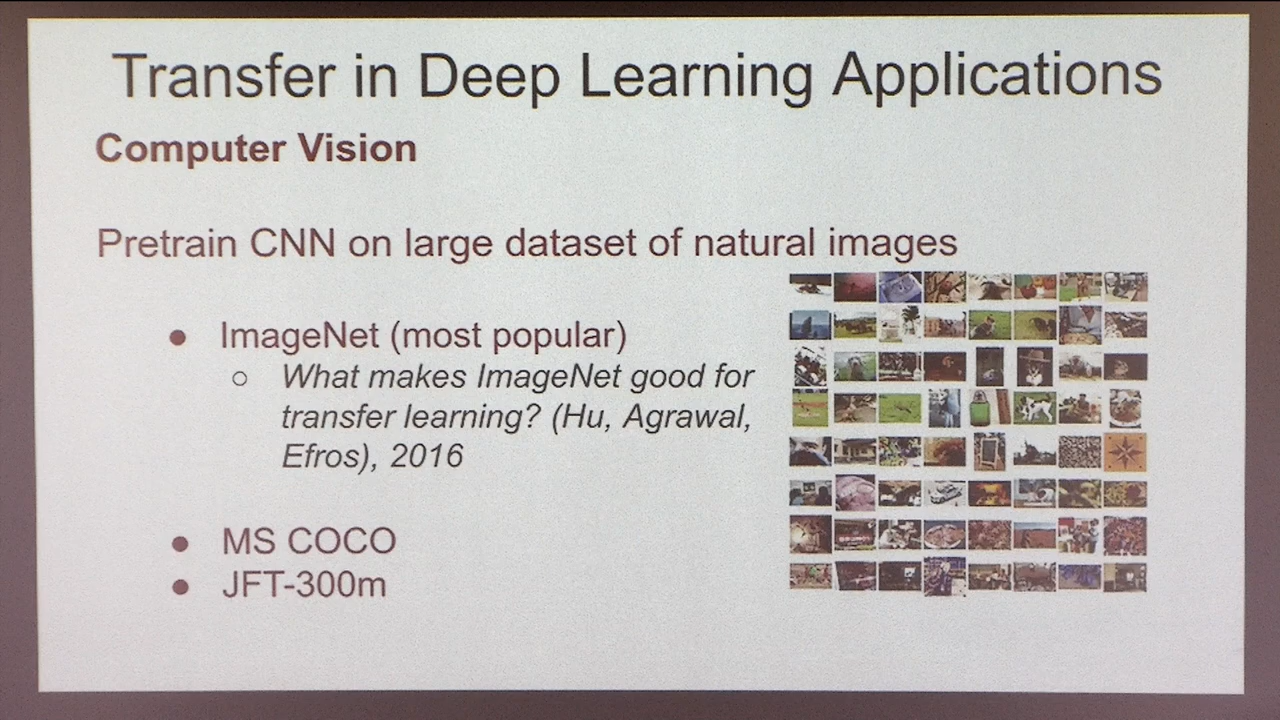 Transfer in Deep Learning Applications
Computer Vision
Pretrain CNN on large dataset of natural images
● ImageNet (most popular)
○ What makes ImageNet good for
transfer learning? (Hu, Agrawal,
Efros), 2016
● MS COCO
● JFT-300m